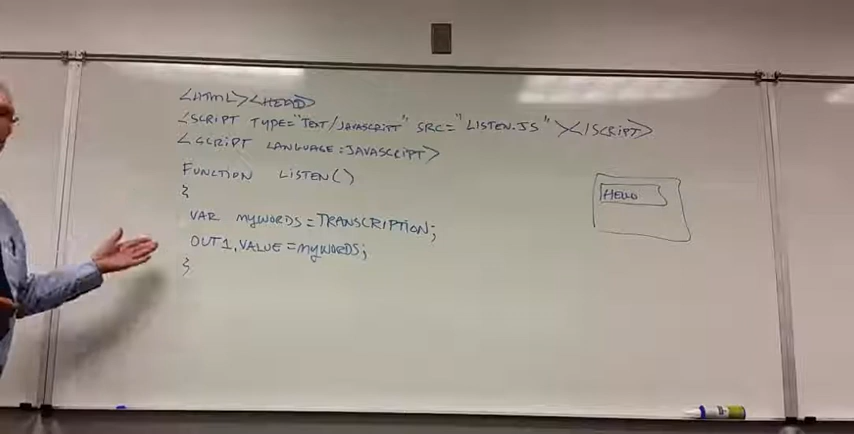 <HTML><HEAD>
<SCRIPT TYPE="TEXT/JAVASCRIPT" SRC="LISTEN.JS"></SCRIPT>
<SCRIPT LANGUAGE:JAVASCRIPT>
FUNCTION LISTEN()
{
VAR MYWORDS=TRANSCRIPTION;
OUT1.VALUE=MYWORDS;
}
HELLO